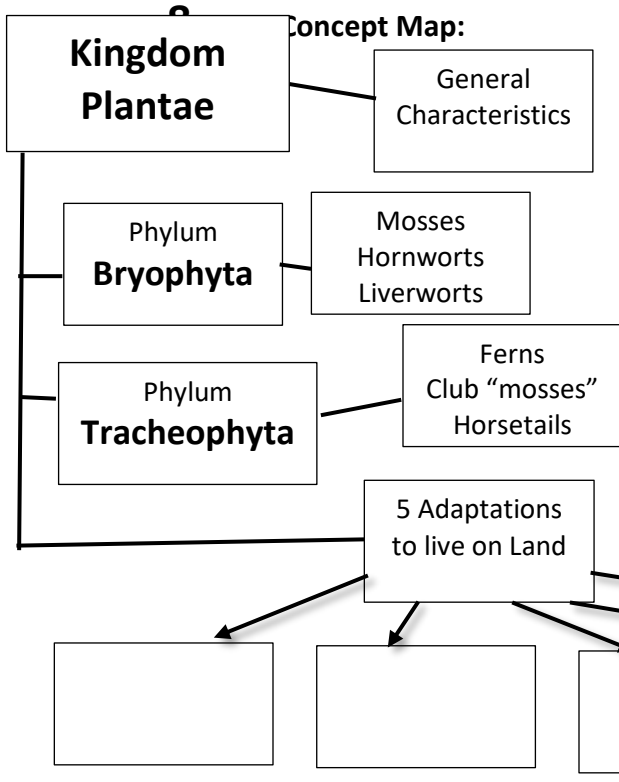 Concept Map:
Kingdom
Plantae
General
Characteristics
Phylum
Bryophyta
Mosses
Hornworts
Liverworts
Phylum
Tracheophyta
Ferns
Club “mosses”
Horsetails
5 Adaptations
to live on Land